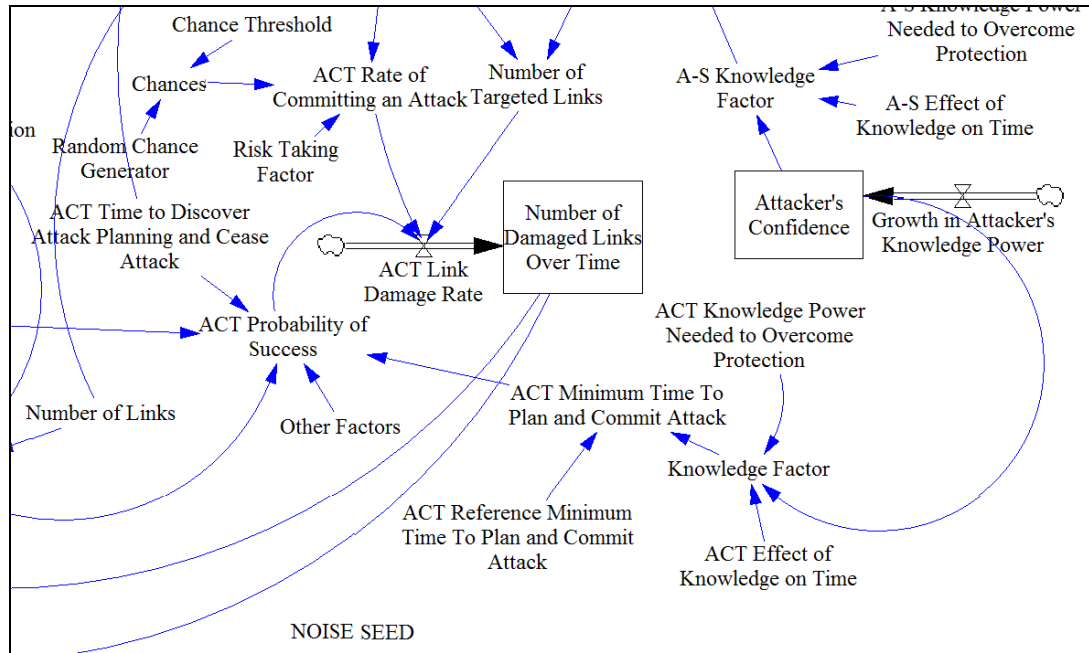 Chance Threshold
Chances
ACT Rate of
Committing an Attack
Number of
Targeted Links
A-S Knowledge Power
Needed to Overcome
Protection
A-S Knowledge
Factor
A-S Effect of
Knowledge on Time
ion
Random Chance
Generator
Risk Taking
Factor
ACT Time to Discover
Attack Planning and Cease
Attack
Number of
Damaged Links
Over Time
Attacker's
Confidence
Growth in Attacker's
Knowledge Power
ACT Link
Damage Rate
ACT Probability of
Success
ACT Knowledge Power
Needed to Overcome
Protection
Number of Links
Other Factors
ACT Minimum Time To
Plan and Commit Attack
Knowledge Factor
ACT Reference Minimum
Time To Plan and Commit
Attack
ACT Effect of
Knowledge on Time
NOISE SEED